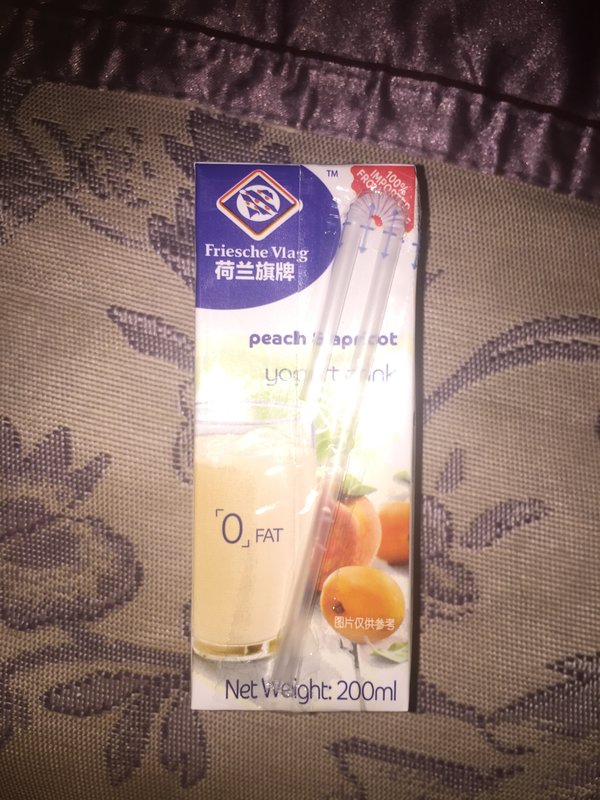 TM
100%
IMPORTED
Friesche Vlag
荷兰旗牌
peach & apricot
yogurt drink
「0」 FAT
图片仅供参考
Net Weight: 200ml